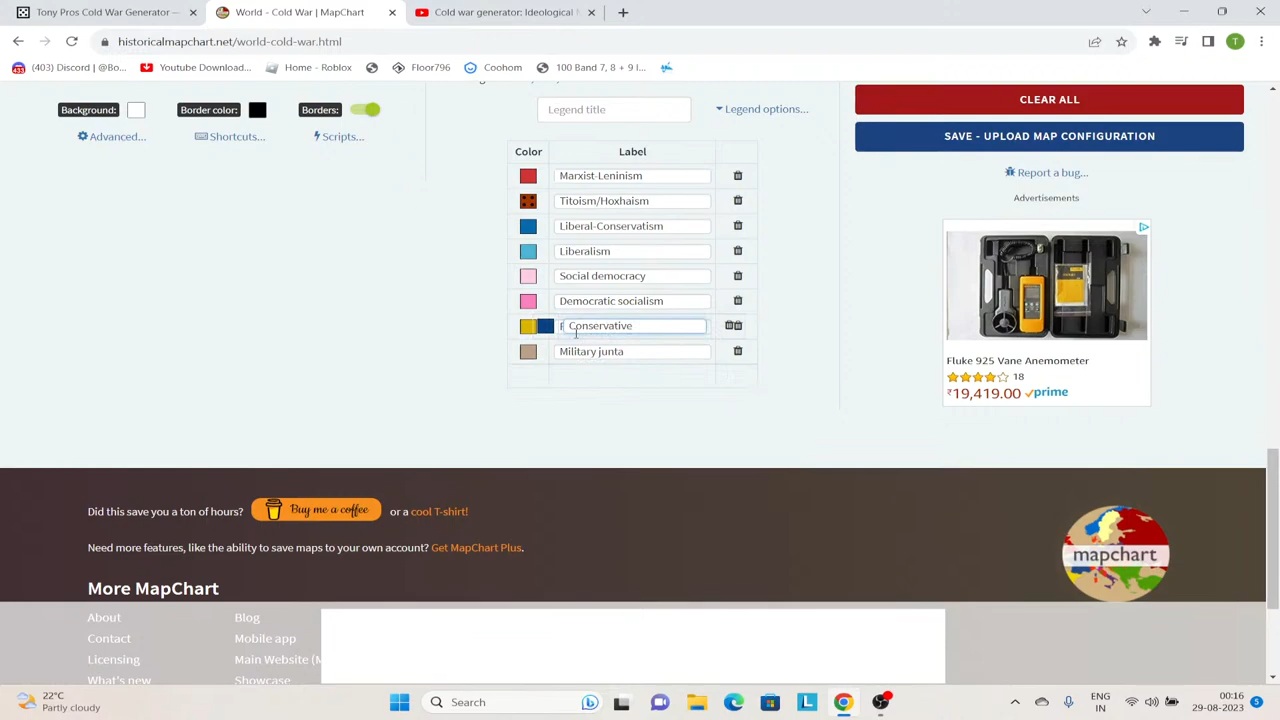 Tony Pros Cold War Generator —
World - Cold War | MapChart
Cold war generator: Ideological
historicalmapchart.net/world-cold-war.html
T
(403) Discord | @Bo...
Youtube Download...
Home - Roblox
Floor796
Coohom
100 Band 7, 8 + 9 I...
Background:
Border color:
Borders:
Advanced...
Shortcuts...
Scripts...
Legend title
Legend options...
Color
Label
Marxist-Leninism
Titoism/Hoxhaism
Liberal-Conservatism
Liberalism
Social democracy
Democratic socialism
Conservative
Military junta
CLEAR ALL
SAVE - UPLOAD MAP CONFIGURATION
Report a bug...
Advertisements
Fluke 925 Vane Anemometer
18
₹19,419.00 prime
Did this save you a ton of hours?
Buy me a coffee
or a cool T-shirt!
Need more features, like the ability to save maps to your own account? Get MapChart Plus.
mapchart
More MapChart
About
Blog
Contact
Mobile app
Licensing
Main Website (M
What's new
Showcase
22°C
Partly cloudy
Search
ENG
IN
00:16
29-08-2023
5